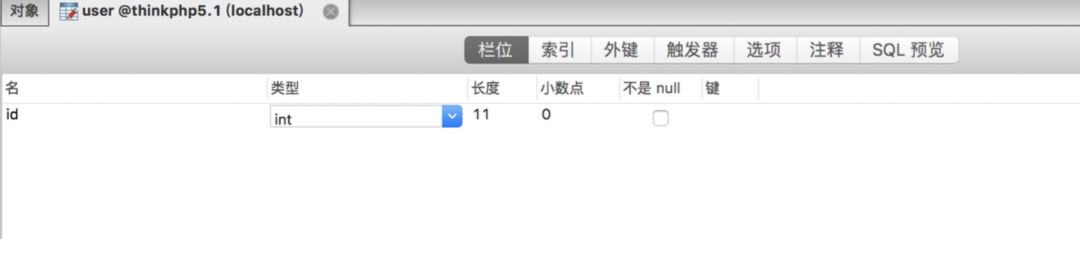 对象 user @thinkphp5.1 (localhost)
栏位 索引 外键 触发器 选项 注释 SQL 预览
名 类型 长度 小数点 不是 null 键
id int 11 0